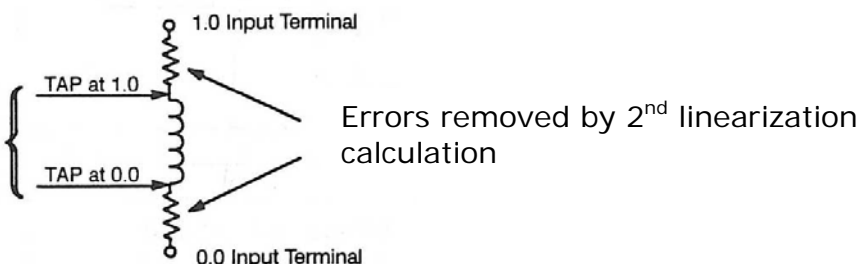 1.0 Input Terminal
TAP at 1.0
Errors removed by 2nd linearization
calculation
TAP at 0.0
0.0 Input Terminal